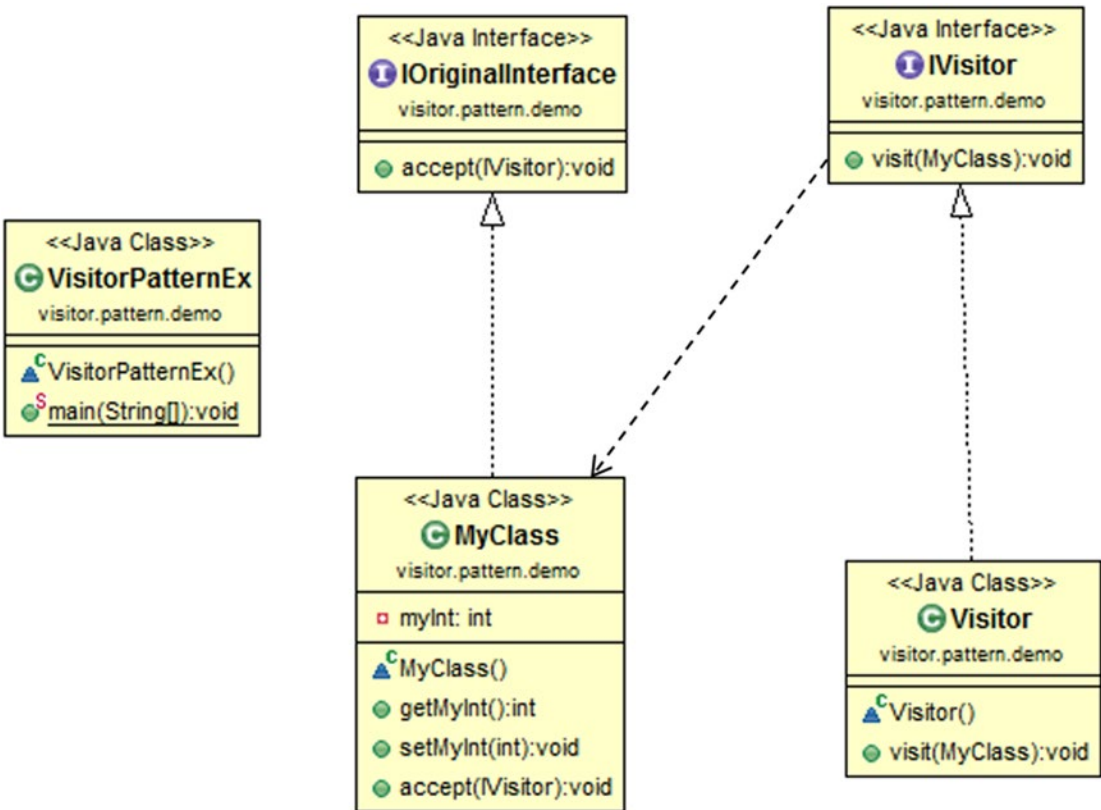 <<Java Interface>>
IOriginalInterface
visitor.pattern.demo
accept(IVisitor):void
<<Java Interface>>
IVisitor
visitor.pattern.demo
visit(MyClass):void
<<Java Class>>
VisitorPatternEx
visitor.pattern.demo
VisitorPatternEx()
main(String[]):void
<<Java Class>>
MyClass
visitor.pattern.demo
myInt: int
MyClass()
getMyInt():int
setMyInt(int):void
accept(IVisitor):void
<<Java Class>>
Visitor
visitor.pattern.demo
Visitor()
visit(MyClass):void